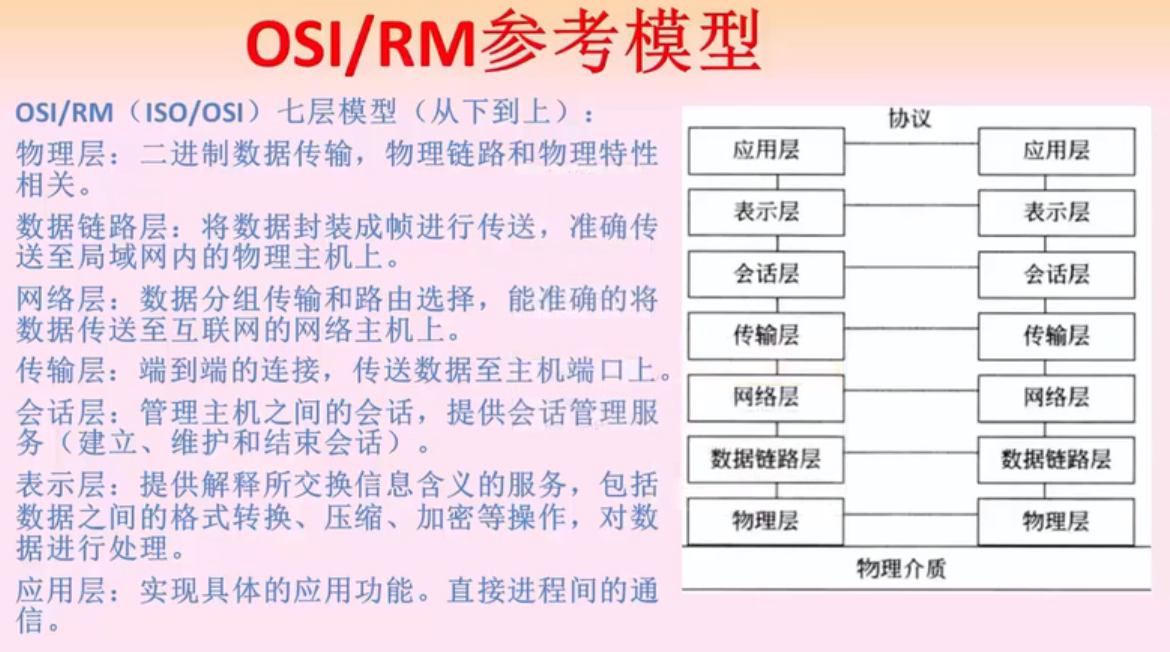 OSI/RM参考模型
OSI/RM（ISO/OSI）七层模型（从下到上）：
物理层：二进制数据传输，物理链路和物理特性
相关。
数据链路层：将数据封装成帧进行传送，准确传
送至局域网内的物理主机上。
网络层：数据分组传输和路由选择，能准确的将
数据传送至互联网的网络主机上。
传输层：端到端的连接，传送数据至主机端口上。
会话层：管理主机之间的会话，提供会话管理服
务（建立、维护和结束会话）。
表示层：提供解释所交换信息含义的服务，包括
数据之间的格式转换、压缩、加密等操作，对数
据进行处理。
应用层：实现具体的应用功能。直接进程间的通
信。
协议
应用层 应用层
表示层 表示层
会话层 会话层
传输层 传输层
网络层 网络层
数据链路层 数据链路层
物理层 物理层
物理介质